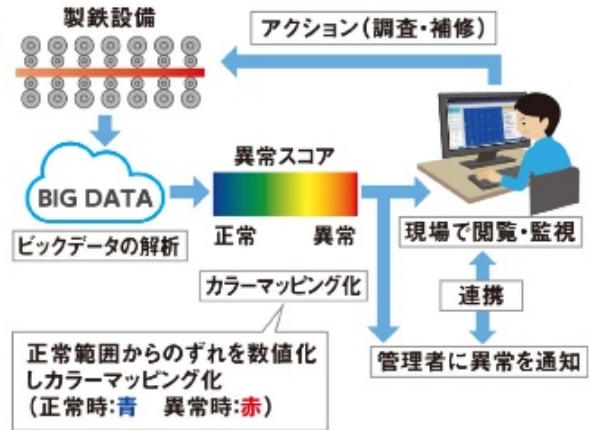 製鉄設備
アクション（調査・補修）
BIG DATA
ビックデータの解析
異常スコア
正常
異常
カラーマッピング化
現場で閲覧・監視
連携
管理者に異常を通知
正常範囲からのずれを数値化
しカラーマッピング化
（正常時:青　異常時:赤）